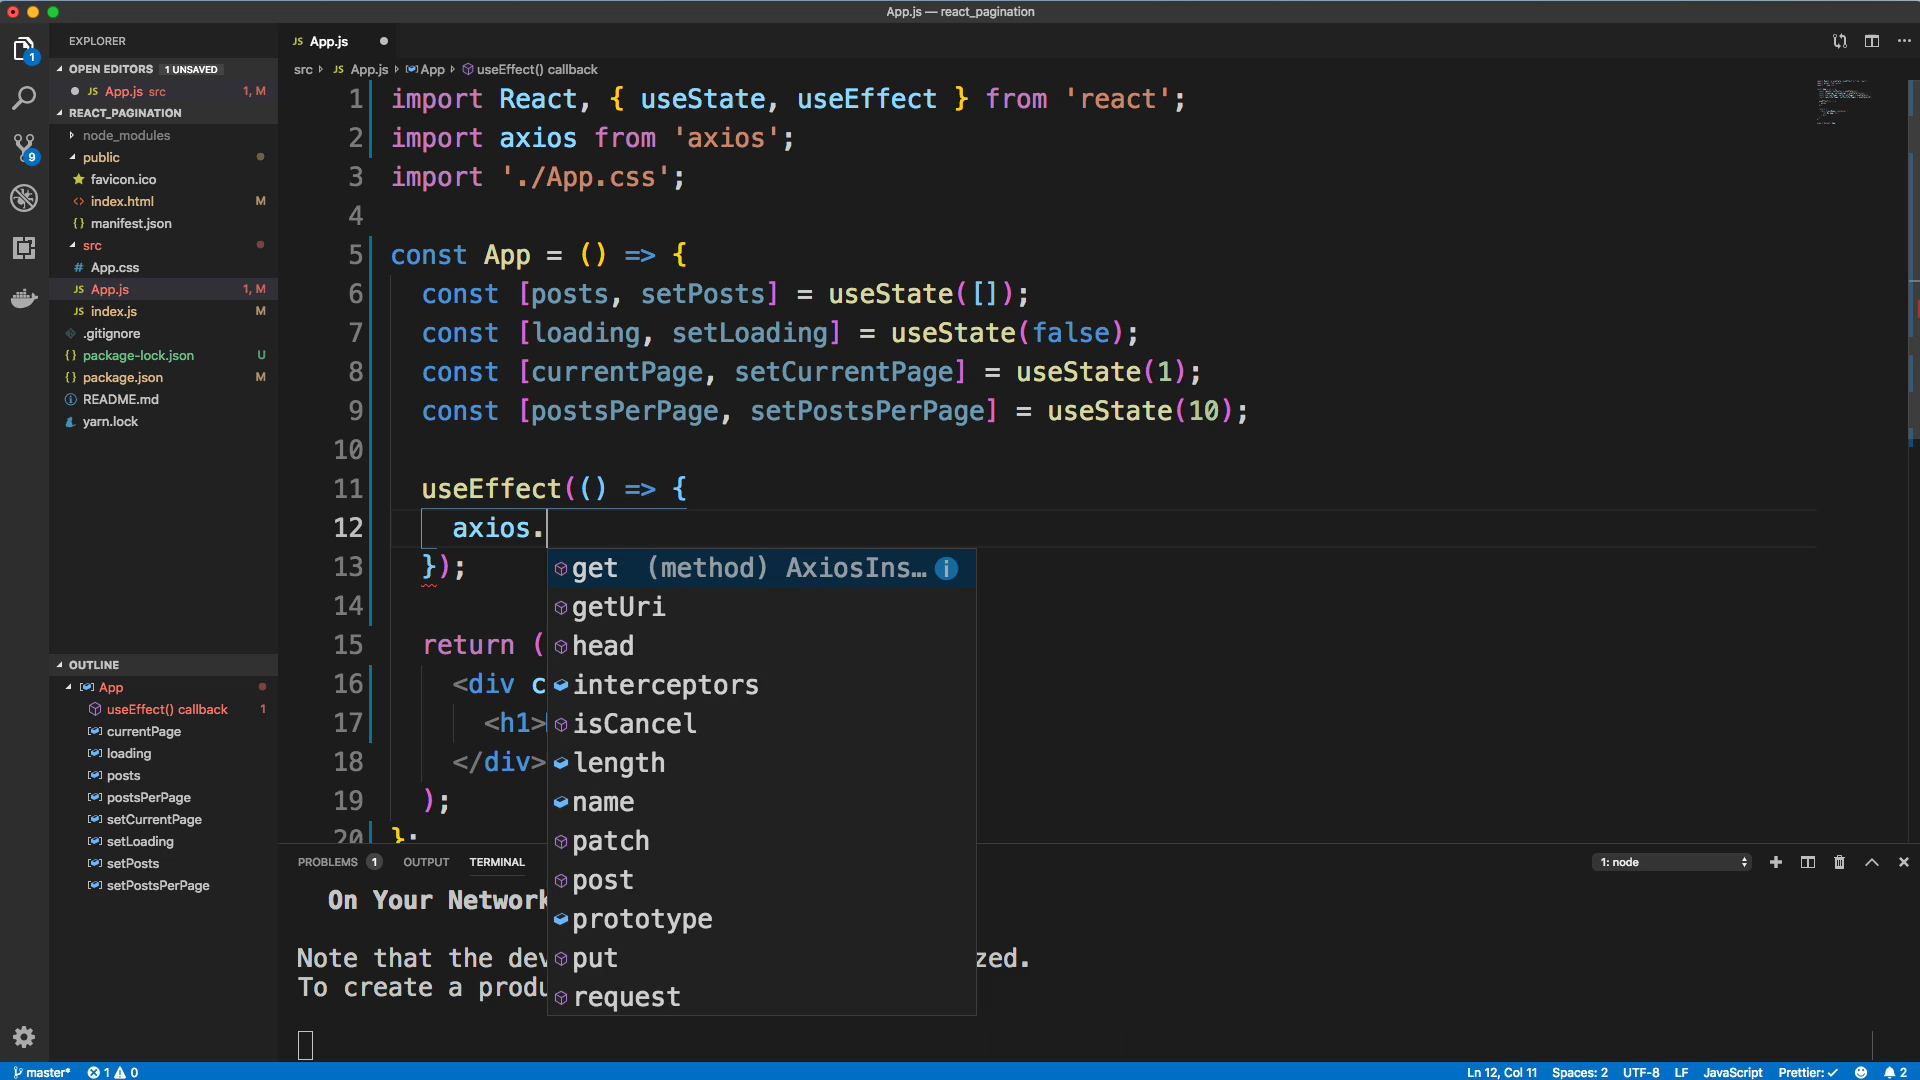 App.js — react_pagination
EXPLORER
OPEN EDITORS 1 UNSAVED
JS App.js src 1, M
REACT_PAGINATION
node_modules
public
favicon.ico
<> index.html M
{} manifest.json
src
# App.css
JS App.js 1, M
JS index.js M
.gitignore
{} package-lock.json U
{} package.json M
README.md
yarn.lock
OUTLINE
App
useEffect() callback 1
currentPage
loading
posts
postsPerPage
setCurrentPage
setLoading
setPosts
setPostsPerPage
1
9
JS App.js
src JS App.js App useEffect() callback
1 import React, { useState, useEffect } from 'react';
2 import axios from 'axios';
3 import './App.css';
4
5 const App = () => {
6 const [posts, setPosts] = useState([]);
7 const [loading, setLoading] = useState(false);
8 const [currentPage, setCurrentPage] = useState(1);
9 const [postsPerPage, setPostsPerPage] = useState(10);
10
11 useEffect(() => {
12 axios.
13 });
14
15 return (
16 <div c
17 <h1>
18 </div>
19 );
20 };
get (method) AxiosIns…
getUri
head
interceptors
isCancel
length
name
patch
post
prototype
put
request
PROBLEMS 1 OUTPUT TERMINAL
1: node
On Your Network
Note that the dev zed.
To create a produ
master* 1 0
Ln 12, Col 11 Spaces: 2 UTF-8 LF JavaScript Prettier: ✓ 2